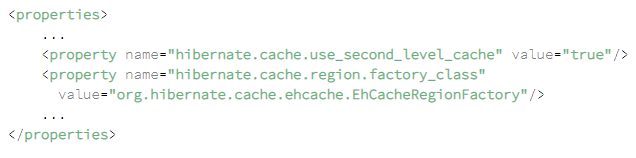 <properties>
    ...
    <property name="hibernate.cache.use_second_level_cache" value="true"/>
    <property name="hibernate.cache.region.factory_class"
      value="org.hibernate.cache.ehcache.EhCacheRegionFactory"/>
    ...
</properties>